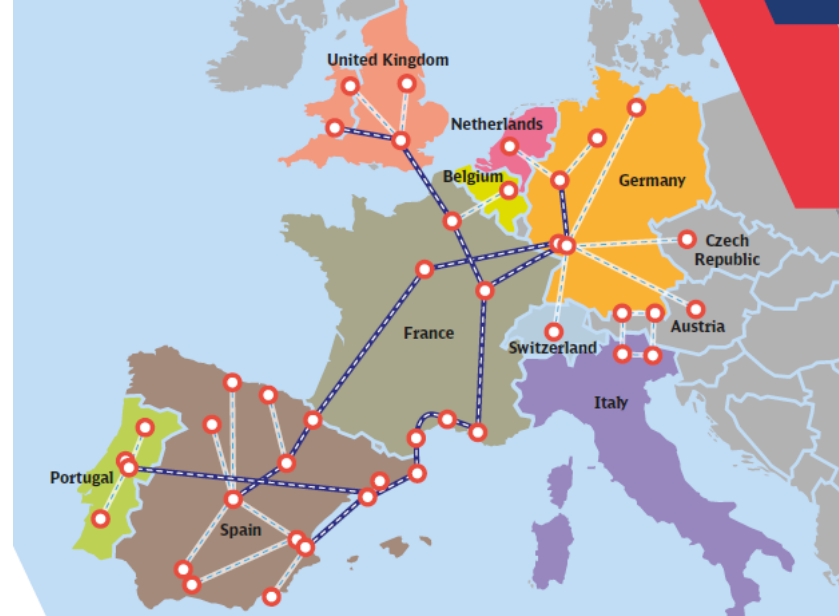 United Kingdom
Netherlands
Belgium
Germany
Czech
Republic
France
Switzerland
Austria
Italy
Portugal
Spain